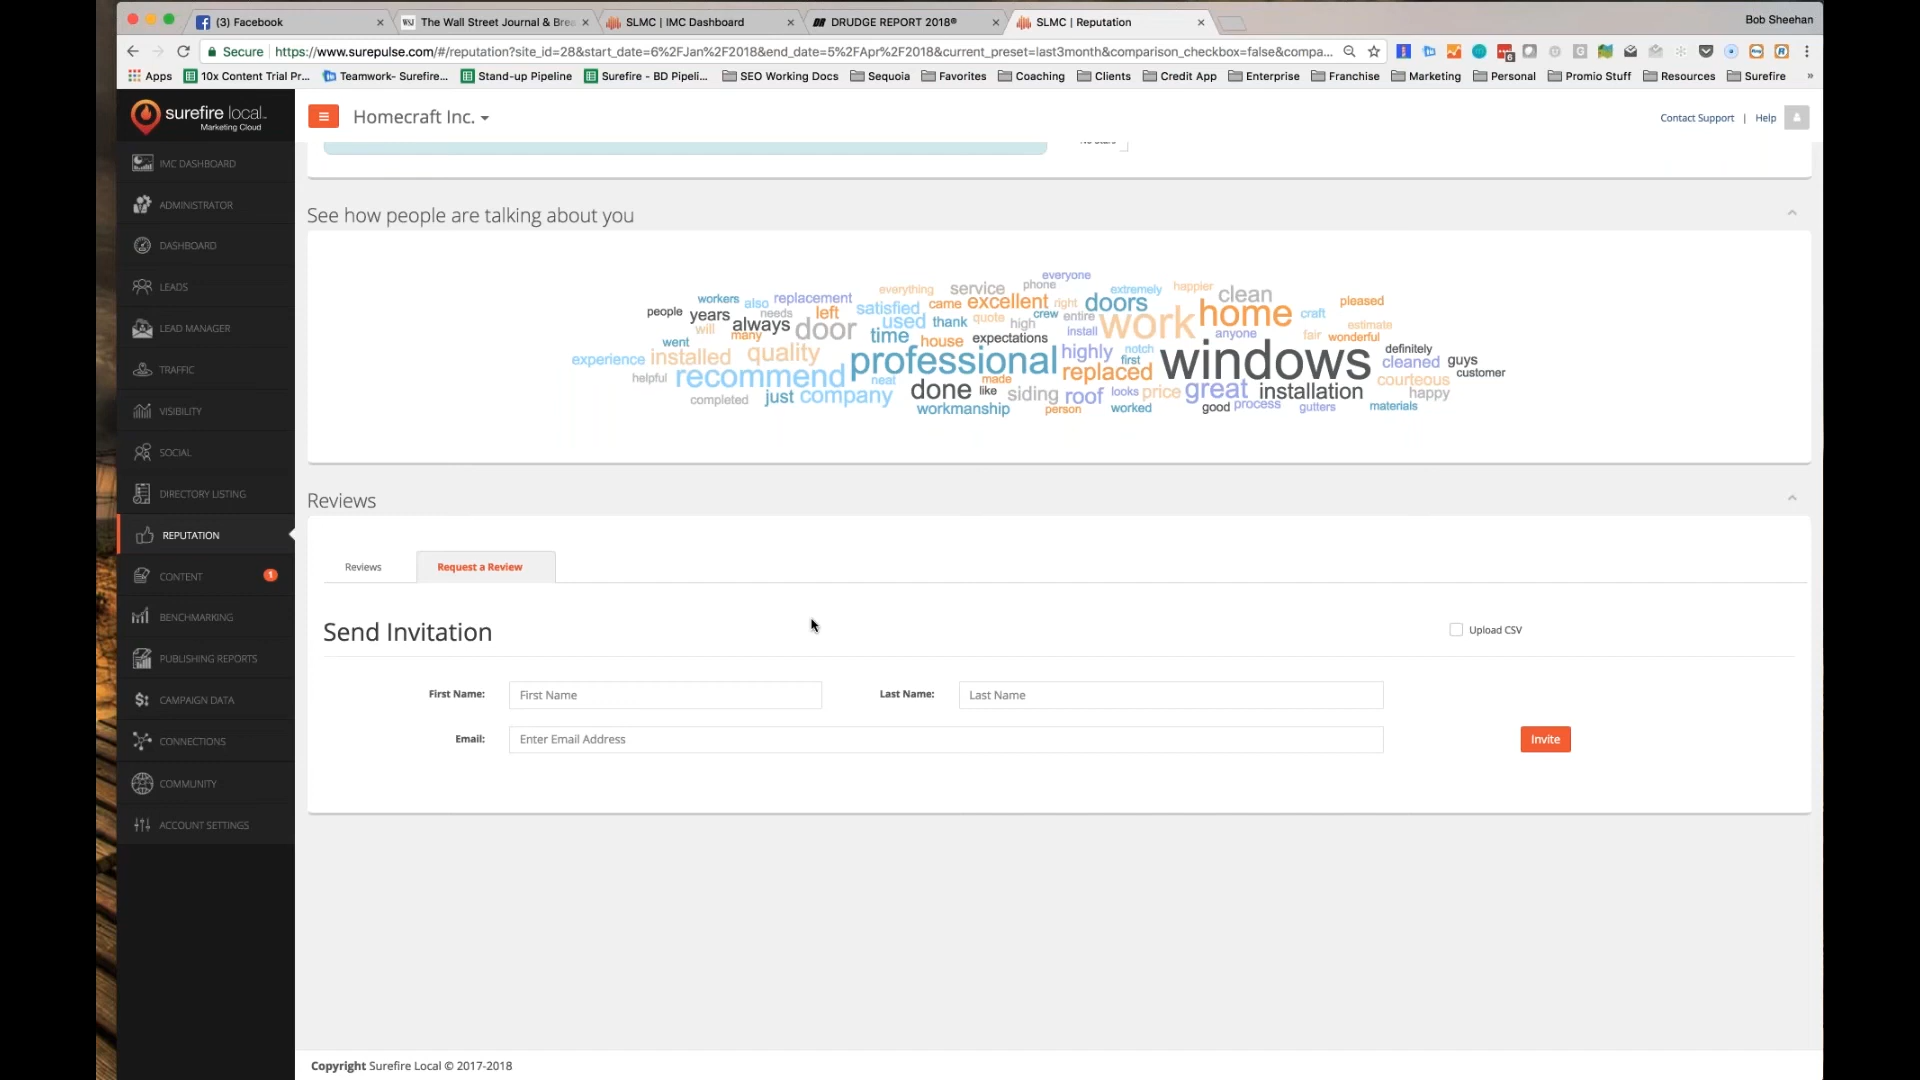 (3) Facebook
The Wall Street Journal & Brea
SLMC | IMC Dashboard
DRUDGE REPORT 2018®
SLMC | Reputation
Bob Sheehan
Secure
https://www.surepulse.com/#/reputation?site_id=28&start_date=6%2FJan%2F2018&end_date=5%2FApr%2F2018&current_preset=last3month&comparison_checkbox=false&compa...
Apps
10x Content Trial Pr...
Teamwork- Surefire...
Stand-up Pipeline
Surefire - BD Pipeli...
SEO Working Docs
Sequoia
Favorites
Coaching
Clients
Credit App
Enterprise
Franchise
Marketing
Personal
Promio Stuff
Resources
Surefire
surefire local
Marketing Cloud
Homecraft Inc.
Contact Support | Help
IMC DASHBOARD
ADMINISTRATOR
DASHBOARD
LEADS
LEAD MANAGER
TRAFFIC
VISIBILITY
SOCIAL
DIRECTORY LISTING
REPUTATION
CONTENT 1
BENCHMARKING
PUBLISHING REPORTS
CAMPAIGN DATA
CONNECTIONS
COMMUNITY
ACCOUNT SETTINGS
See how people are talking about you
everyone
everything service phone extremely happier clean
workers also replacement satisfied came excellent right doors pleased
people years needs left used thank quote high crew entire work home craft
will always many door time house expectations install anyone fair estimate wonderful
went
experience installed quality professional highly notch first windows definitely cleaned guys
helpful recommend neat made replaced courteous customer
completed just company done like siding roof looks price great installation happy
workmanship person worked good process gutters materials
Reviews
Reviews
Request a Review
Send Invitation
Upload CSV
First Name: First Name
Last Name: Last Name
Email: Enter Email Address
Invite
Copyright Surefire Local © 2017-2018